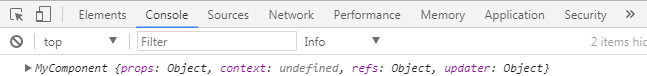 Elements Console Sources Network Performance Memory Application Security
top Filter Info 2 items hid
MyComponent {props: Object, context: undefined, refs: Object, updater: Object}